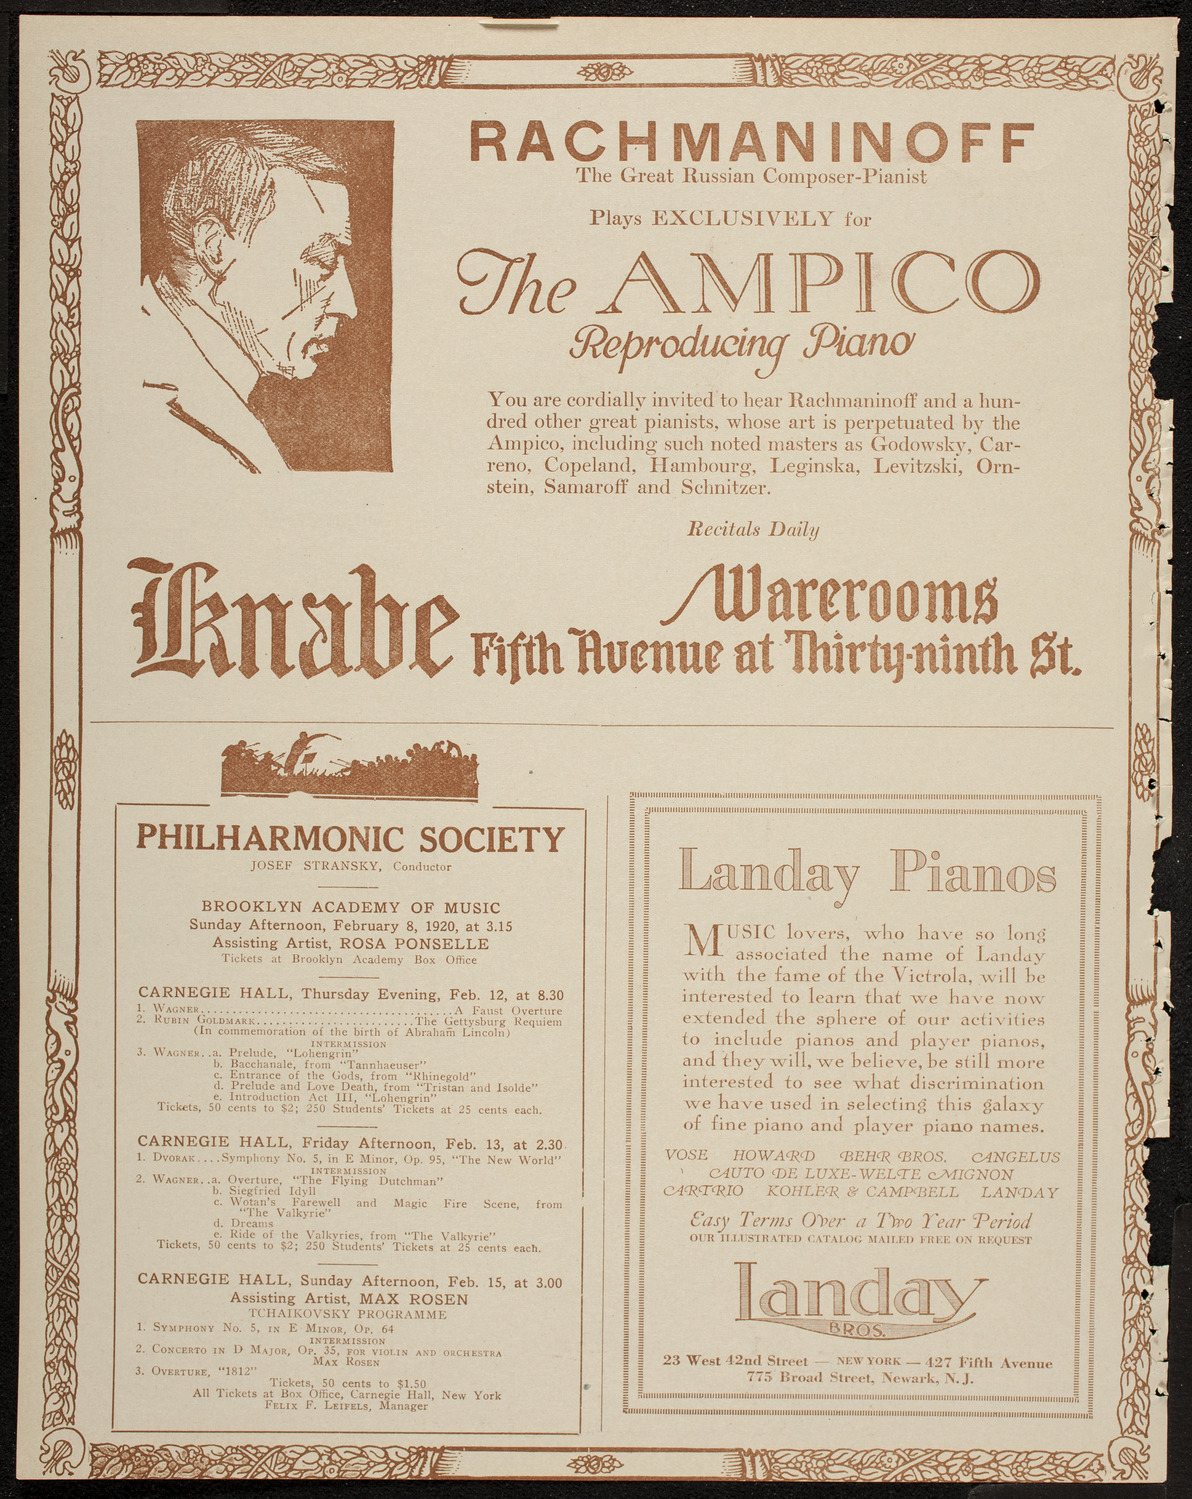 RACHMANINOFF
The Great Russian Composer-Pianist
Plays EXCLUSIVELY for
The AMPICO
Reproducing Piano
You are cordially invited to hear Rachmaninoff and a hun-
dred other great pianists, whose art is perpetuated by the
Ampico, including such noted masters as Godowsky, Car-
reno, Copeland, Hambourg, Leginska, Levitzski, Orn-
stein, Samaroff and Schnitzer.
Recitals Daily
Knabe Warerooms
Fifth Avenue at Thirty-ninth St.
PHILHARMONIC SOCIETY
JOSEF STRANSKY, Conductor
BROOKLYN ACADEMY OF MUSIC
Sunday Afternoon, February 8, 1920, at 3.15
Assisting Artist, ROSA PONSELLE
Tickets at Brooklyn Academy Box Office
CARNEGIE HALL, Thursday Evening, Feb. 12, at 8.30
1. WAGNER........................................A Faust Overture
2. RUBIN GOLDMARK........................The Gettysburg Requiem
(In commemoration of the birth of Abraham Lincoln)
INTERMISSION
3. WAGNER..a. Prelude, "Lohengrin"
b. Bacchanale, from "Tannhaeuser"
c. Entrance of the Gods, from "Rhinegold"
d. Prelude and Love Death, from "Tristan and Isolde"
e. Introduction Act III, "Lohengrin"
Tickets, 50 cents to $2; 250 Students' Tickets at 25 cents each.
CARNEGIE HALL, Friday Afternoon, Feb. 13, at 2.30
1. DVORAK....Symphony No. 5, in E Minor, Op. 95, "The New World"
INTERMISSION
2. WAGNER..a. Overture, "The Flying Dutchman"
b. Siegfried Idyll
c. Wotan's Farewell and Magic Fire Scene, from
"The Valkyrie"
d. Dreams
e. Ride of the Valkyries, from "The Valkyrie"
Tickets, 50 cents to $2; 250 Students' Tickets at 25 cents each.
CARNEGIE HALL, Sunday Afternoon, Feb. 15, at 3.00
Assisting Artist, MAX ROSEN
TCHAIKOVSKY PROGRAMME
1. SYMPHONY NO. 5, IN E MINOR, OP. 64
INTERMISSION
2. CONCERTO IN D MAJOR, OP. 35, FOR VIOLIN AND ORCHESTRA
MAX ROSEN
3. OVERTURE, "1812"
Tickets, 50 cents to $1.50
All Tickets at Box Office, Carnegie Hall, New York
FELIX F. LEIFELS, Manager
Landay Pianos
MUSIC lovers, who have so long
associated the name of Landay
with the fame of the Victrola, will be
interested to learn that we have now
extended the sphere of our activities
to include pianos and player pianos,
and they will, we believe, be still more
interested to see what discrimination
we have used in selecting this galaxy
of fine piano and player piano names.
VOSE HOWARD BEHR BROS. CANGELUS
CAUTO DE LUXE-WELTE MIGNON
CARTRIO KOHLER & CAMPBELL LANDAY
Easy Terms Over a Two Year Period
OUR ILLUSTRATED CATALOG MAILED FREE ON REQUEST
Landay
BROS.
23 West 42nd Street — NEW YORK — 427 Fifth Avenue
775 Broad Street, Newark, N. J.